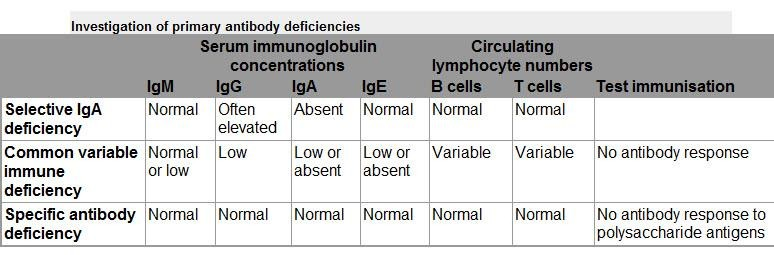 Investigation of primary antibody deficiencies
Serum immunoglobulin Circulating
concentrations lymphocyte numbers
IgM IgG IgA IgE B cells T cells Test immunisation
Selective IgA Normal Often Absent Normal Normal Normal
deficiency elevated
Common variable Normal Low Low or Low or Variable Variable No antibody response
immune or low absent absent
deficiency
Specific antibody Normal Normal Normal Normal Normal Normal No antibody response to
deficiency polysaccharide antigens